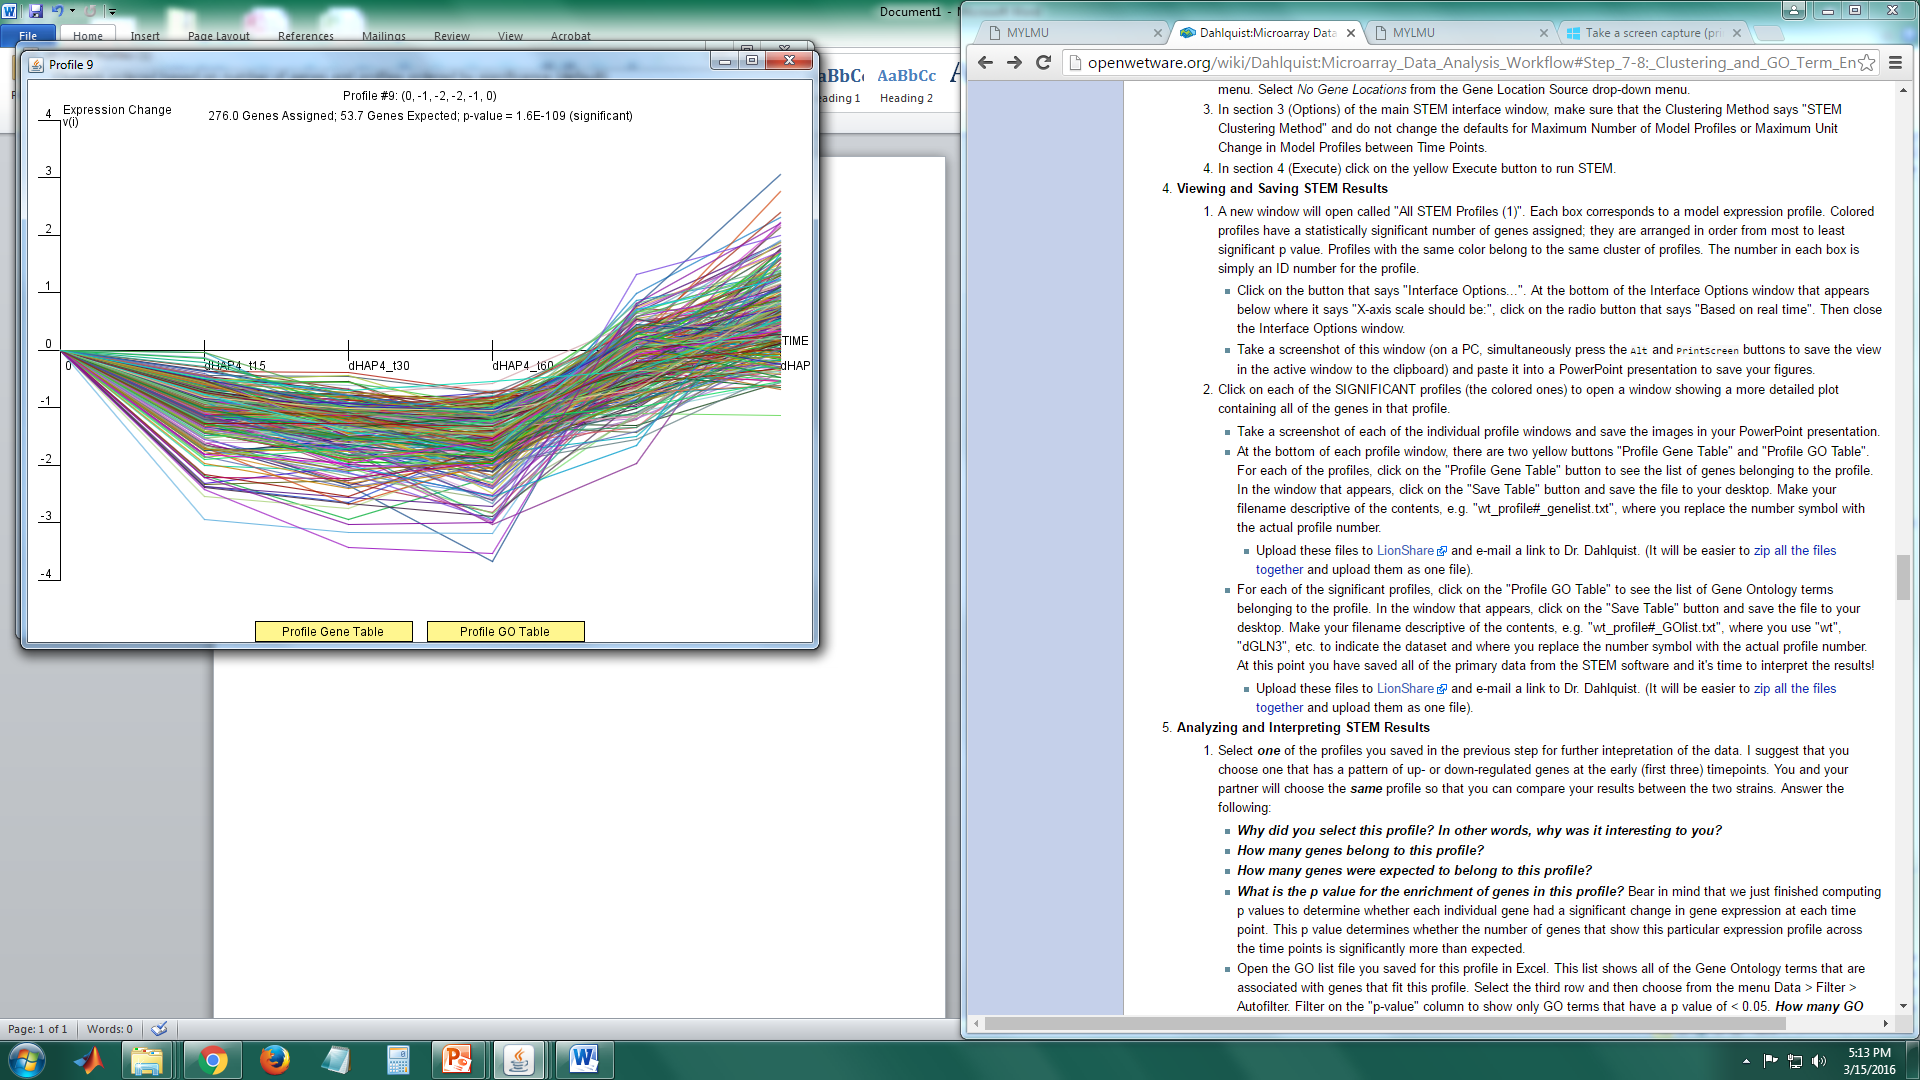 Document1 -
File Home Insert Page Layout References Mailings Review View Acrobat
Heading 2
AaBbCc
Profile 9
Profile #9: (0, -1, -2, -2, -1, 0)
276.0 Genes Assigned; 53.7 Genes Expected; p-value = 1.6E-109 (significant)
Expression Change
v(i)
4
3
2
1
0
-1
-2
-3
-4
0
dHAP4_t15
dHAP4_t30
dHAP4_t60
TIME
dHAP
Profile Gene Table
Profile GO Table
Page: 1 of 1 Words: 0
MYLMU
Dahlquist:Microarray Data
MYLMU
Take a screen capture (pri
openwetware.org/wiki/Dahlquist:Microarray_Data_Analysis_Workflow#Step_7-8:_Clustering_and_GO_Term_En
menu. Select No Gene Locations from the Gene Location Source drop-down menu.
3. In section 3 (Options) of the main STEM interface window, make sure that the Clustering Method says "STEM
Clustering Method" and do not change the defaults for Maximum Number of Model Profiles or Maximum Unit
Change in Model Profiles between Time Points.
4. In section 4 (Execute) click on the yellow Execute button to run STEM.
4. Viewing and Saving STEM Results
1. A new window will open called "All STEM Profiles (1)". Each box corresponds to a model expression profile. Colored
profiles have a statistically significant number of genes assigned; they are arranged in order from most to least
significant p value. Profiles with the same color belong to the same cluster of profiles. The number in each box is
simply an ID number for the profile.
Click on the button that says "Interface Options...". At the bottom of the Interface Options window that appears
below where it says "X-axis scale should be:", click on the radio button that says "Based on real time". Then close
the Interface Options window.
Take a screenshot of this window (on a PC, simultaneously press the Alt and PrintScreen buttons to save the view
in the active window to the clipboard) and paste it into a PowerPoint presentation to save your figures.
2. Click on each of the SIGNIFICANT profiles (the colored ones) to open a window showing a more detailed plot
containing all of the genes in that profile.
Take a screenshot of each of the individual profile windows and save the images in your PowerPoint presentation.
At the bottom of each profile window, there are two yellow buttons "Profile Gene Table" and "Profile GO Table".
For each of the profiles, click on the "Profile Gene Table" button to see the list of genes belonging to the profile.
In the window that appears, click on the "Save Table" button and save the file to your desktop. Make your
filename descriptive of the contents, e.g. "wt_profile#_genelist.txt", where you replace the number symbol with
the actual profile number.
Upload these files to LionShare and e-mail a link to Dr. Dahlquist. (It will be easier to zip all the files
together and upload them as one file).
For each of the significant profiles, click on the "Profile GO Table" to see the list of Gene Ontology terms
belonging to the profile. In the window that appears, click on the "Save Table" button and save the file to your
desktop. Make your filename descriptive of the contents, e.g. "wt_profile#_GOlist.txt", where you use "wt",
"dGLN3", etc. to indicate the dataset and where you replace the number symbol with the actual profile number.
At this point you have saved all of the primary data from the STEM software and it's time to interpret the results!
Upload these files to LionShare and e-mail a link to Dr. Dahlquist. (It will be easier to zip all the files
together and upload them as one file).
5. Analyzing and Interpreting STEM Results
1. Select one of the profiles you saved in the previous step for further intepretation of the data. I suggest that you
choose one that has a pattern of up- or down-regulated genes at the early (first three) timepoints. You and your
partner will choose the same profile so that you can compare your results between the two strains. Answer the
following:
Why did you select this profile? In other words, why was it interesting to you?
How many genes belong to this profile?
How many genes were expected to belong to this profile?
What is the p value for the enrichment of genes in this profile? Bear in mind that we just finished computing
p values to determine whether each individual gene had a significant change in gene expression at each time
point. This p value determines whether the number of genes that show this particular expression profile across
the time points is significantly more than expected.
Open the GO list file you saved for this profile in Excel. This list shows all of the Gene Ontology terms that are
associated with genes that fit this profile. Select the third row and then choose from the menu Data > Filter >
Autofilter. Filter on the "p-value" column to show only GO terms that have a p value of < 0.05. How many GO
5:13 PM
3/15/2016